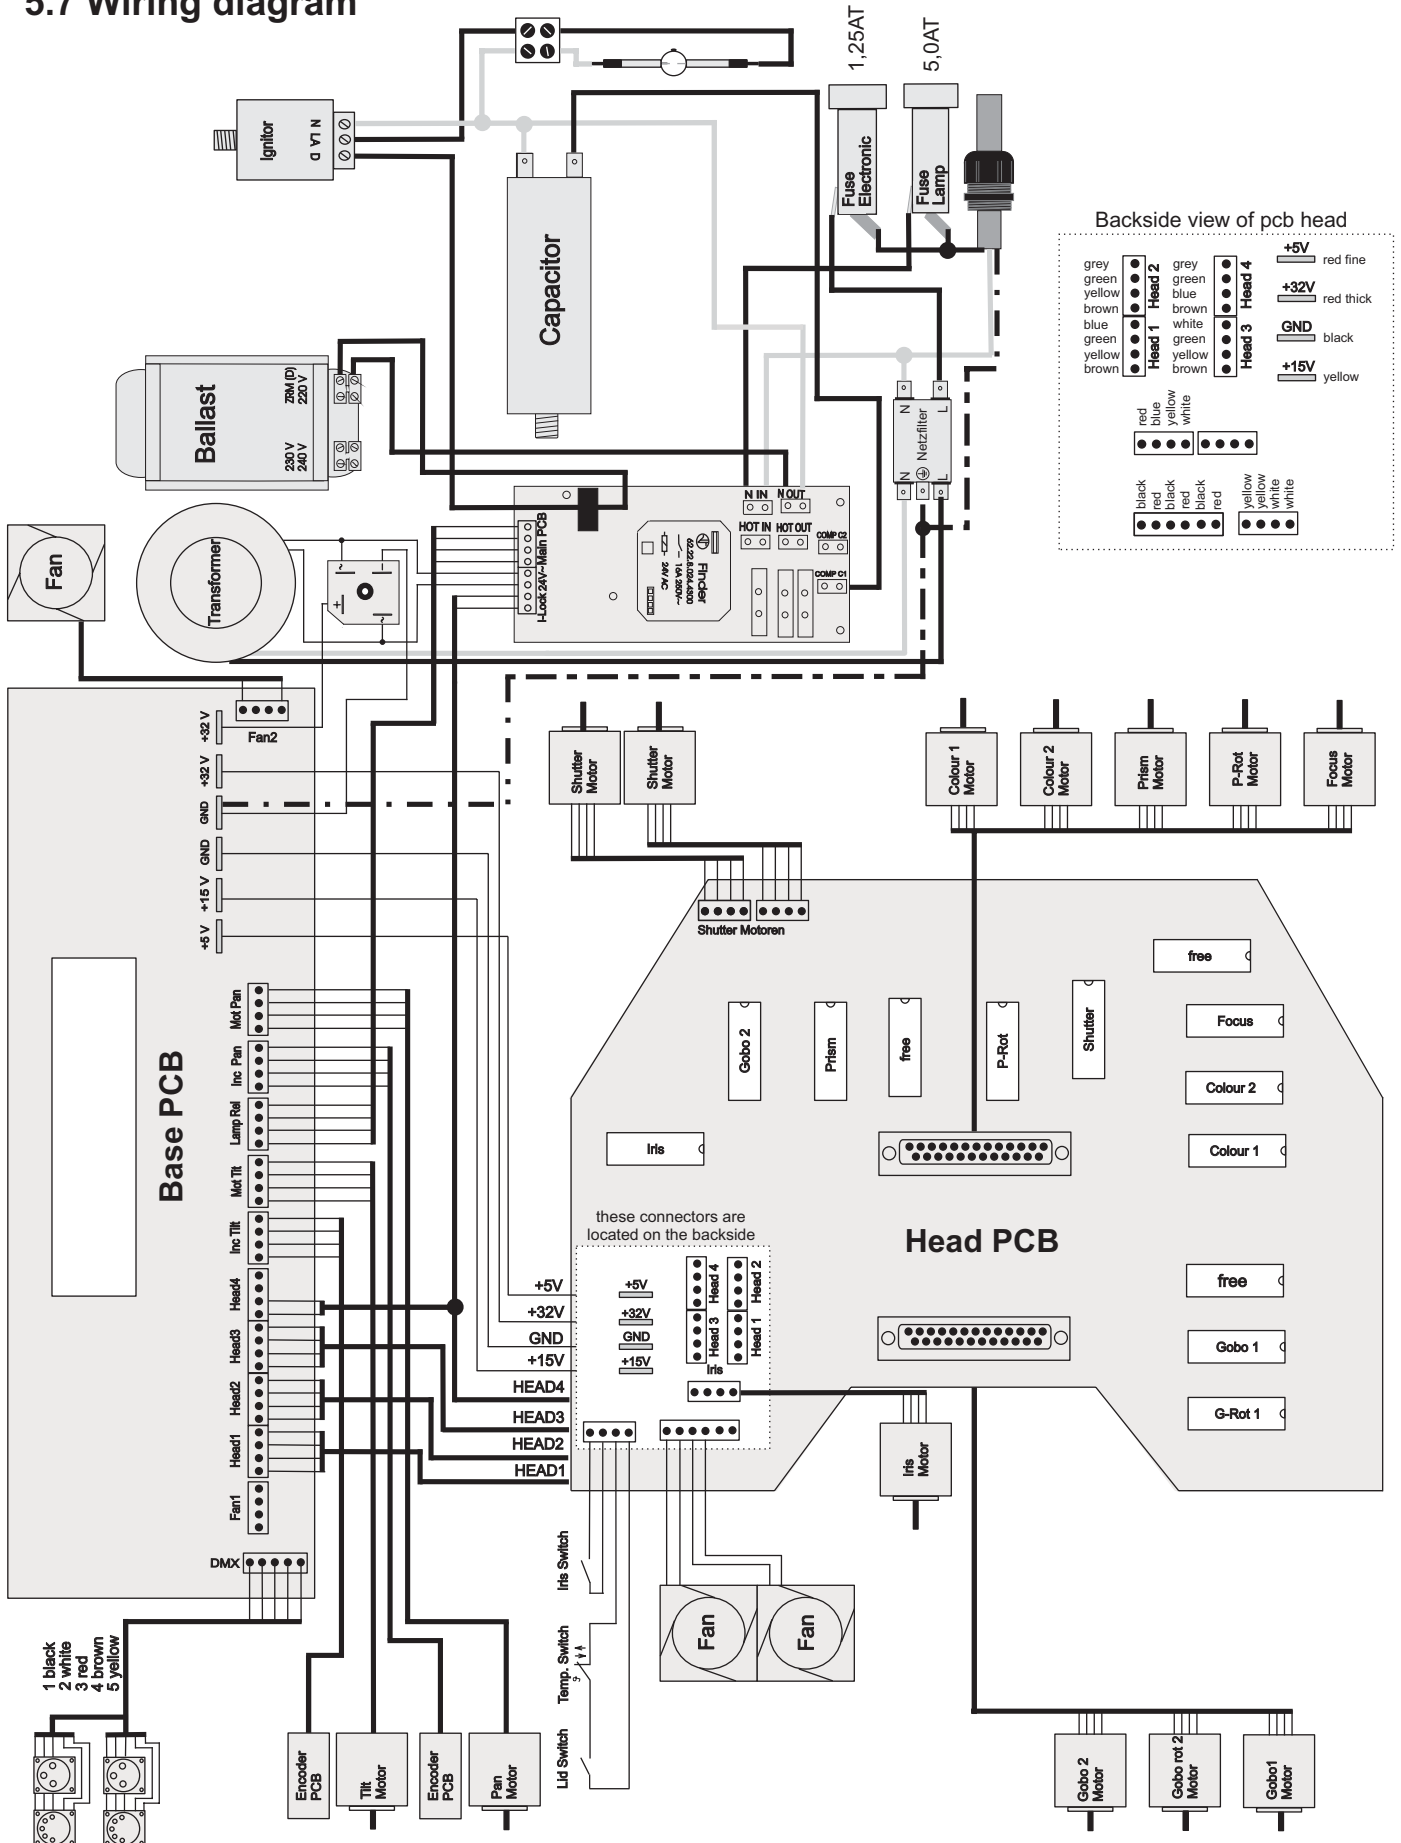 5.7 Wiring diagram
1,25AT
5,0AT
Ignitor
N LA D
Capacitor
Fuse
Electronic
Fuse
Lamp
Backside view of pcb head
grey
green
yellow
brown
blue
green
yellow
brown
Head 2
Head 1
grey
green
blue
brown
white
green
yellow
brown
Head 4
Head 3
+5V
red fine
+32V
red thick
GND
black
+15V
yellow
red
blue
yellow
white
black
red
black
red
black
red
yellow
yellow
white
white
Ballast
ZRM (D)
220 V
230 V
240 V
N
L
Netzfilter
N
L
Fan
Transformer
~
-
+
~
I-Lock 24V~Main PCB
N IN
N OUT
HOT IN
HOT OUT
COMP C2
COMP C1
Finder
62.22.8.024.4300
16A 250V~
24V AC
Fan2
+32 V
+32 V
GND
GND
+15 V
+5 V
Base PCB
Mot Pan
Inc Pan
Lamp Rel
Mot Tlt
Inc Tilt
Head4
Head3
Head2
Head1
Fan1
DMX
Shutter
Motor
Shutter
Motor
Colour 1
Motor
Colour 2
Motor
Prism
Motor
P-Rot
Motor
Focus
Motor
Shutter Motoren
free
Gobo 2
Prism
free
P-Rot
Shutter
Focus
Colour 2
Iris
Colour 1
these connectors are
located on the backside
Head PCB
+5V
+32V
GND
+15V
HEAD4
HEAD3
HEAD2
HEAD1
+5V
+32V
GND
+15V
Head 4
Head 3
Head 2
Head 1
Iris
free
Gobo 1
G-Rot 1
Iris
Motor
Iris Switch
Temp. Switch
Lid Switch
Fan
Fan
1 black
2 white
3 red
4 brown
5 yellow
Encoder
PCB
Tilt
Motor
Encoder
PCB
Pan
Motor
Gobo 2
Motor
Gobo rot 2
Motor
Gobo1
Motor